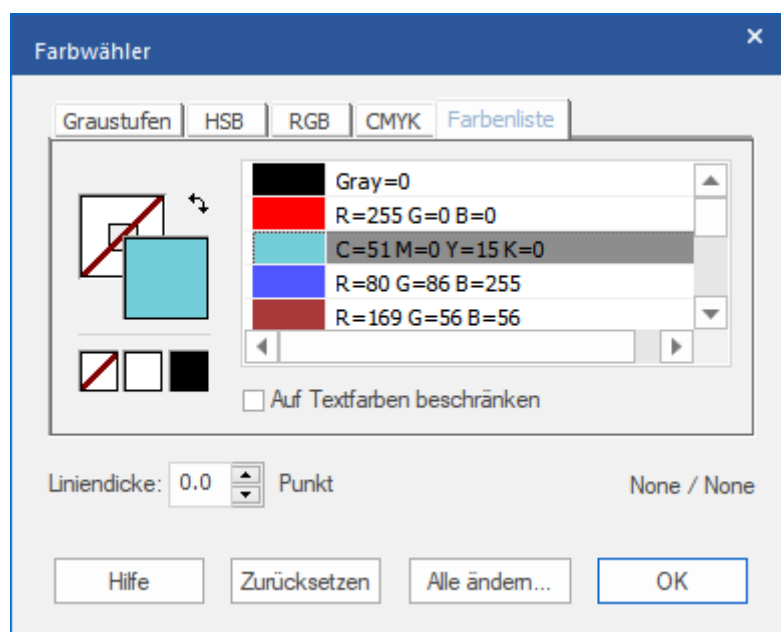 Farbwähler
Graustufen HSB RGB CMYK Farbenliste
Gray=0
R=255 G=0 B=0
C=51 M=0 Y=15 K=0
R=80 G=86 B=255
R=169 G=56 B=56
Auf Textfarben beschränken
Liniendicke: 0.0 Punkt None / None
Hilfe Zurücksetzen Alle ändern... OK